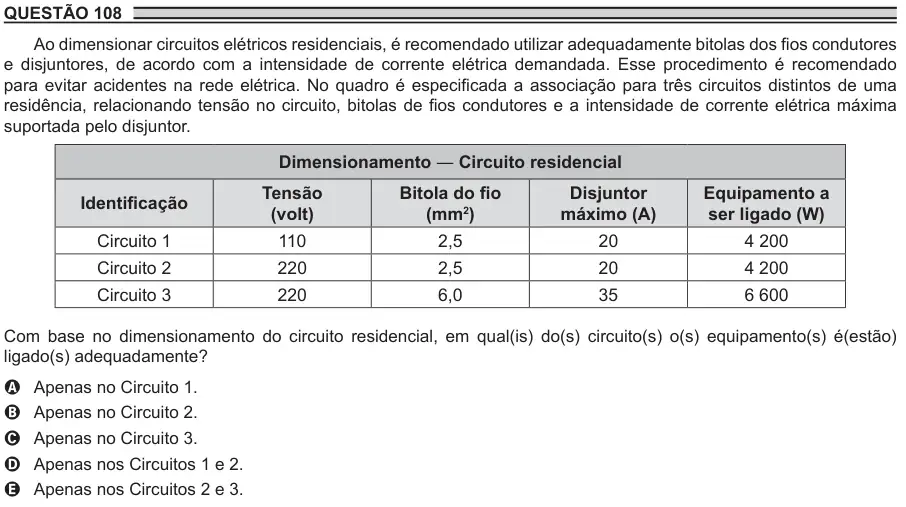 QUESTÃO 108
Ao dimensionar circuitos elétricos residenciais, é recomendado utilizar adequadamente bitolas dos fios condutores
e disjuntores, de acordo com a intensidade de corrente elétrica demandada. Esse procedimento é recomendado
para evitar acidentes na rede elétrica. No quadro é especificada a associação para três circuitos distintos de uma
residência, relacionando tensão no circuito, bitolas de fios condutores e a intensidade de corrente elétrica máxima
suportada pelo disjuntor.
Dimensionamento — Circuito residencial
Identificação Tensão (volt) Bitola do fio (mm²) Disjuntor máximo (A) Equipamento a ser ligado (W)
Circuito 1 110 2,5 20 4 200
Circuito 2 220 2,5 20 4 200
Circuito 3 220 6,0 35 6 600
Com base no dimensionamento do circuito residencial, em qual(is) do(s) circuito(s) o(s) equipamento(s) é(estão)
ligado(s) adequadamente?
A Apenas no Circuito 1.
B Apenas no Circuito 2.
C Apenas no Circuito 3.
D Apenas nos Circuitos 1 e 2.
E Apenas nos Circuitos 2 e 3.